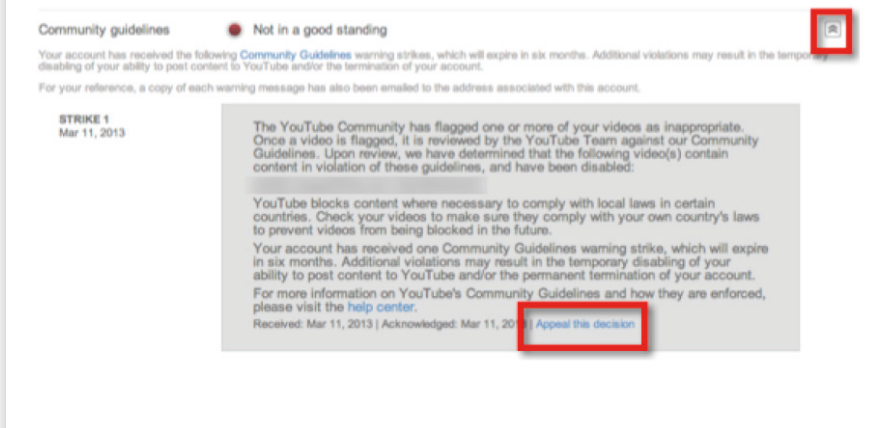 Community guidelines Not in a good standing
Your account has received the following Community Guidelines warning strikes, which will expire in six months. Additional violations may result in the temporary
disabling of your ability to post content to YouTube and/or the termination of your account.
For your reference, a copy of each warning message has also been emailed to the address associated with this account.
STRIKE 1
Mar 11, 2013
The YouTube Community has flagged one or more of your videos as inappropriate.
Once a video is flagged, it is reviewed by the YouTube Team against our Community
Guidelines. Upon review, we have determined that the following video(s) contain
content in violation of these guidelines, and have been disabled:
YouTube blocks content where necessary to comply with local laws in certain
countries. Check your videos to make sure they comply with your own country's laws
to prevent videos from being blocked in the future.
Your account has received one Community Guidelines warning strike, which will expire
in six months. Additional violations may result in the temporary disabling of your
ability to post content to YouTube and/or the permanent termination of your account.
For more information on YouTube's Community Guidelines and how they are enforced,
please visit the help center.
Received: Mar 11, 2013 | Acknowledged: Mar 11, 2013 | Appeal this decision